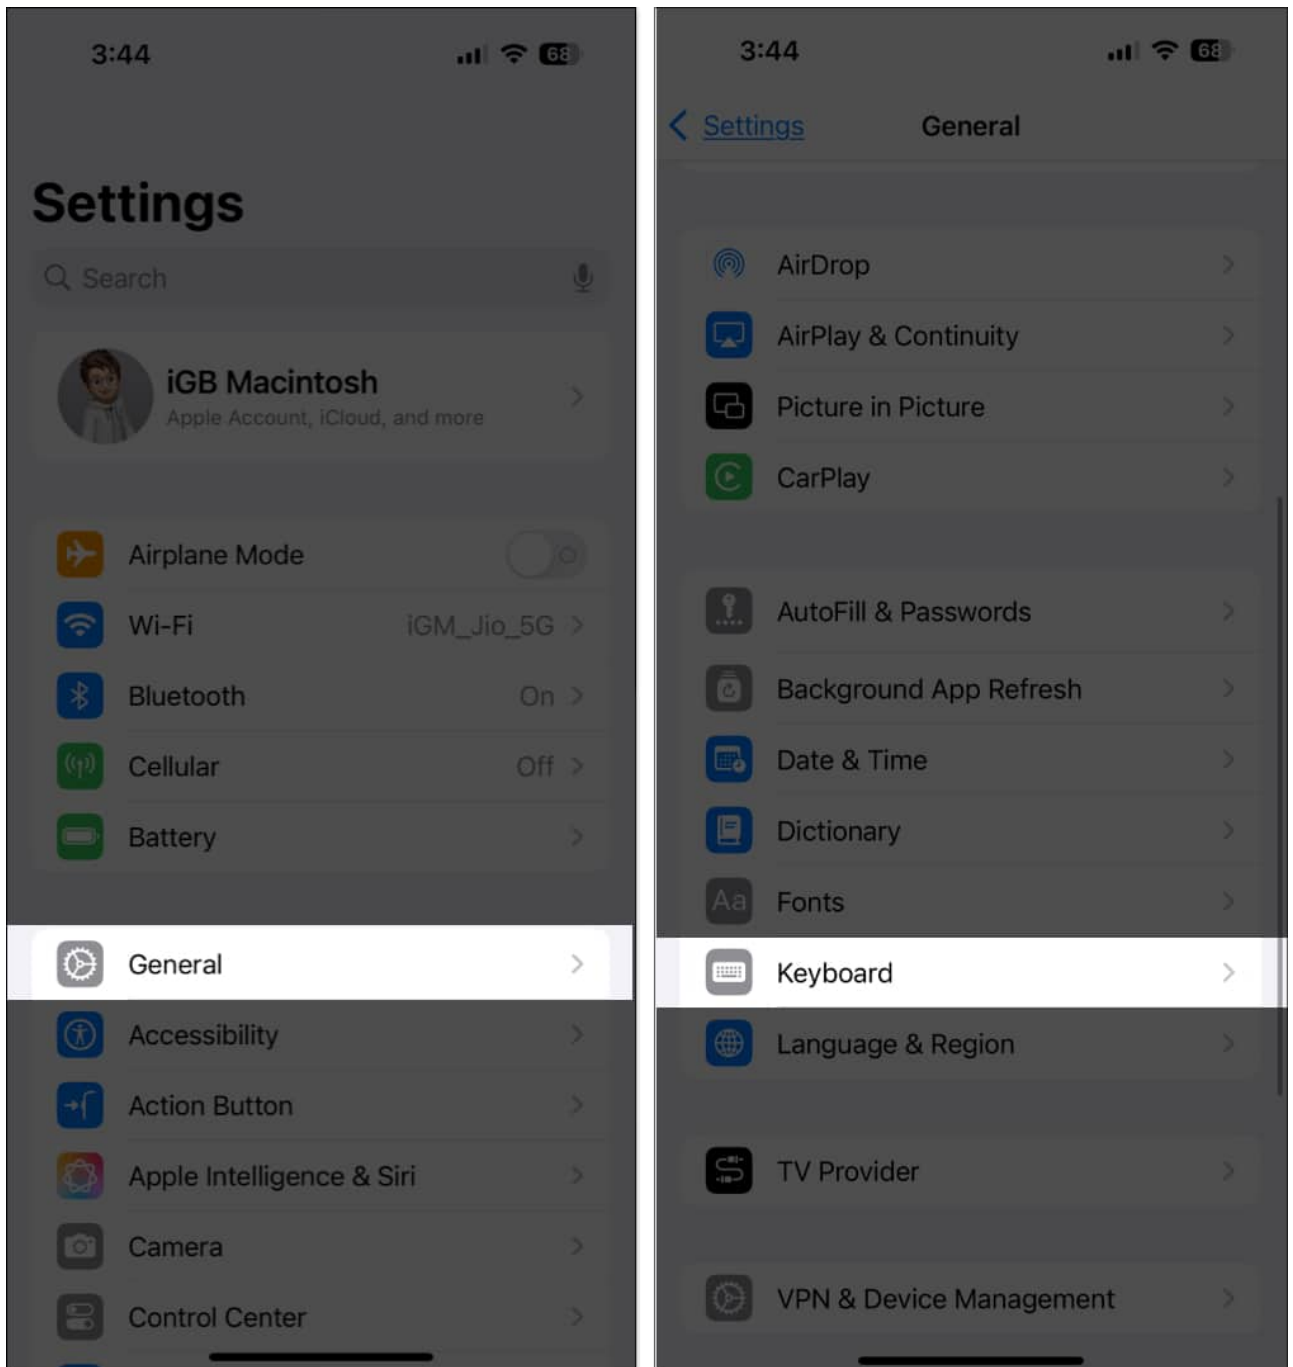 3:44
68
Settings
Search
iGB Macintosh
Apple Account, iCloud, and more
Airplane Mode
Wi-Fi iGM_Jio_5G
Bluetooth On
Cellular Off
Battery
General
Accessibility
Action Button
Apple Intelligence & Siri
Camera
Control Center
3:44
68
Settings General
AirDrop
AirPlay & Continuity
Picture in Picture
CarPlay
AutoFill & Passwords
Background App Refresh
Date & Time
Dictionary
Aa Fonts
Keyboard
Language & Region
TV Provider
VPN & Device Management